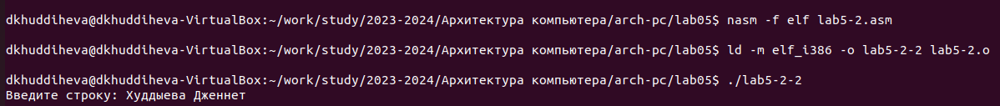 dkhuddiheva@dkhuddiheva-VirtualBox:~/work/study/2023-2024/Архитектура компьютера/arch-pc/lab05$ nasm -f elf lab5-2.asm
dkhuddiheva@dkhuddiheva-VirtualBox:~/work/study/2023-2024/Архитектура компьютера/arch-pc/lab05$ ld -m elf_i386 -o lab5-2-2 lab5-2.o
dkhuddiheva@dkhuddiheva-VirtualBox:~/work/study/2023-2024/Архитектура компьютера/arch-pc/lab05$ ./lab5-2-2
Введите строку: Худдыева Дженнет